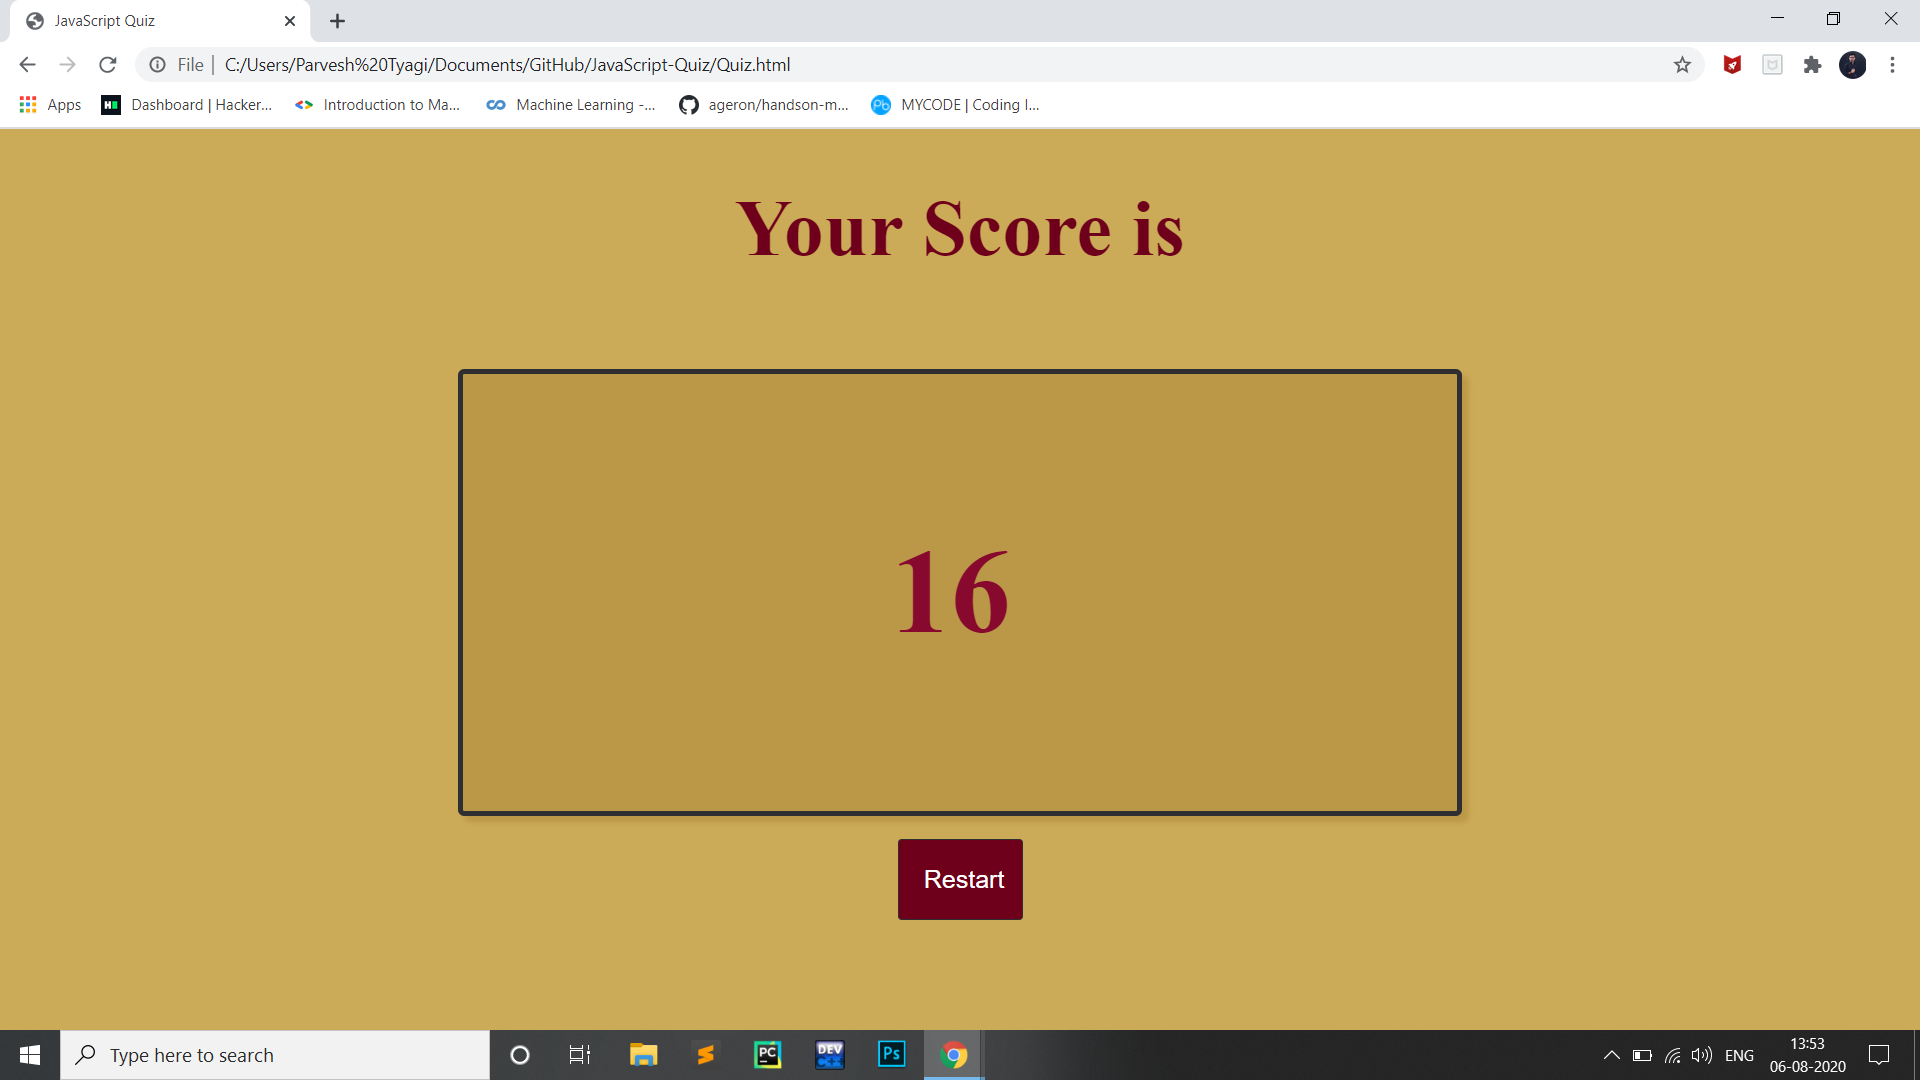 JavaScript Quiz
File | C:/Users/Parvesh%20Tyagi/Documents/GitHub/JavaScript-Quiz/Quiz.html
Apps Dashboard | Hacker... Introduction to Ma... Machine Learning -... ageron/handson-m... MYCODE | Coding I...
Your Score is
16
Restart
Type here to search
ENG
13:53
06-08-2020